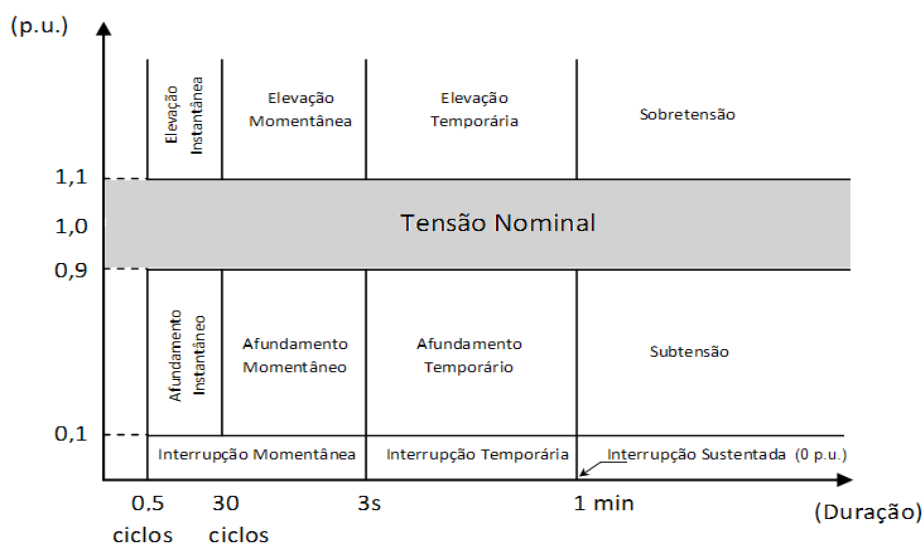 (p.u.)
Elevação
Instantânea
Elevação
Momentânea
Elevação
Temporária
Sobretensão
1,1
Tensão Nominal
1,0
0,9
Afundamento
Instantâneo
Afundamento
Momentâneo
Afundamento
Temporário
Subtensão
0,1
Interrupção Momentânea
Interrupção Temporária
Interrupção Sustentada (0 p.u.)
0.5
ciclos
30
ciclos
3s
1 min
(Duração)